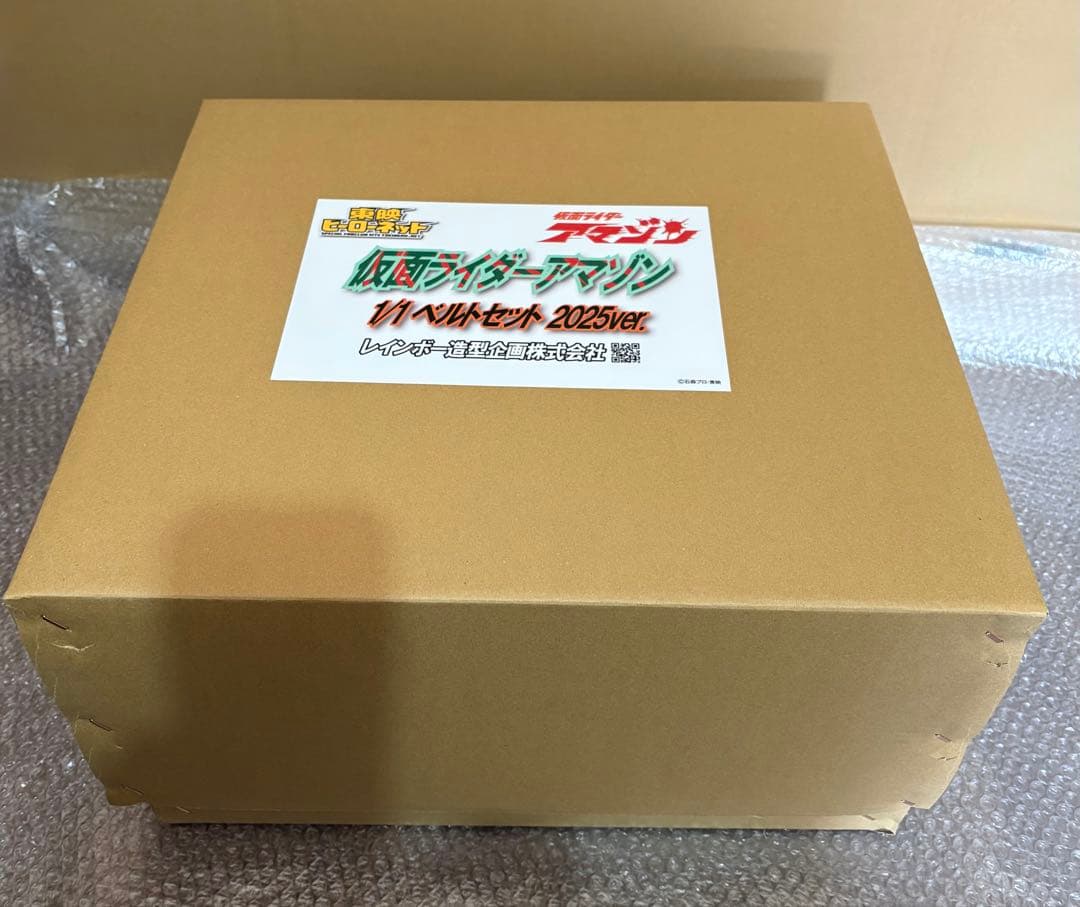 東映
ヒーローネット
仮面ライダー
アマゾン
仮面ライダーアマゾン
1/1 ベルトセット 2025ver.
レインボー造型企画株式会社
©石森プロ・東映